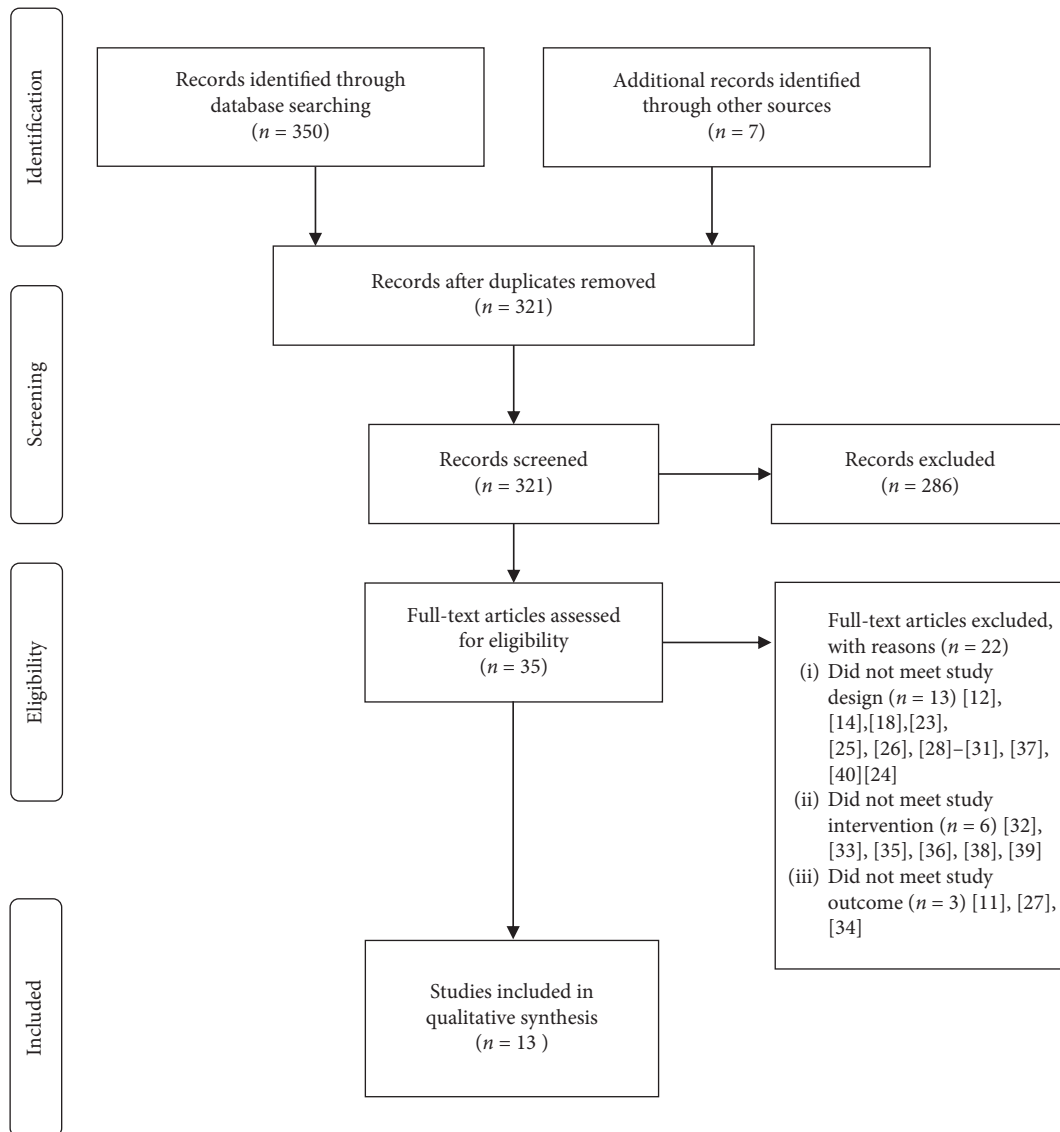 Identification
Records identified through
database searching
(n = 350)
Additional records identified
through other sources
(n = 7)
Records after duplicates removed
(n = 321)
Screening
Records screened
(n = 321)
Records excluded
(n = 286)
Eligibility
Full-text articles assessed
for eligibility
(n = 35)
Full-text articles excluded,
with reasons (n = 22)
(i) Did not meet study
design (n = 13) [12],
[14],[18],[23],
[25], [26], [28]–[31], [37],
[40][24]
(ii) Did not meet study
intervention (n = 6) [32],
[33], [35], [36], [38], [39]
(iii) Did not meet study
outcome (n = 3) [11], [27],
[34]
Included
Studies included in
qualitative synthesis
(n = 13 )